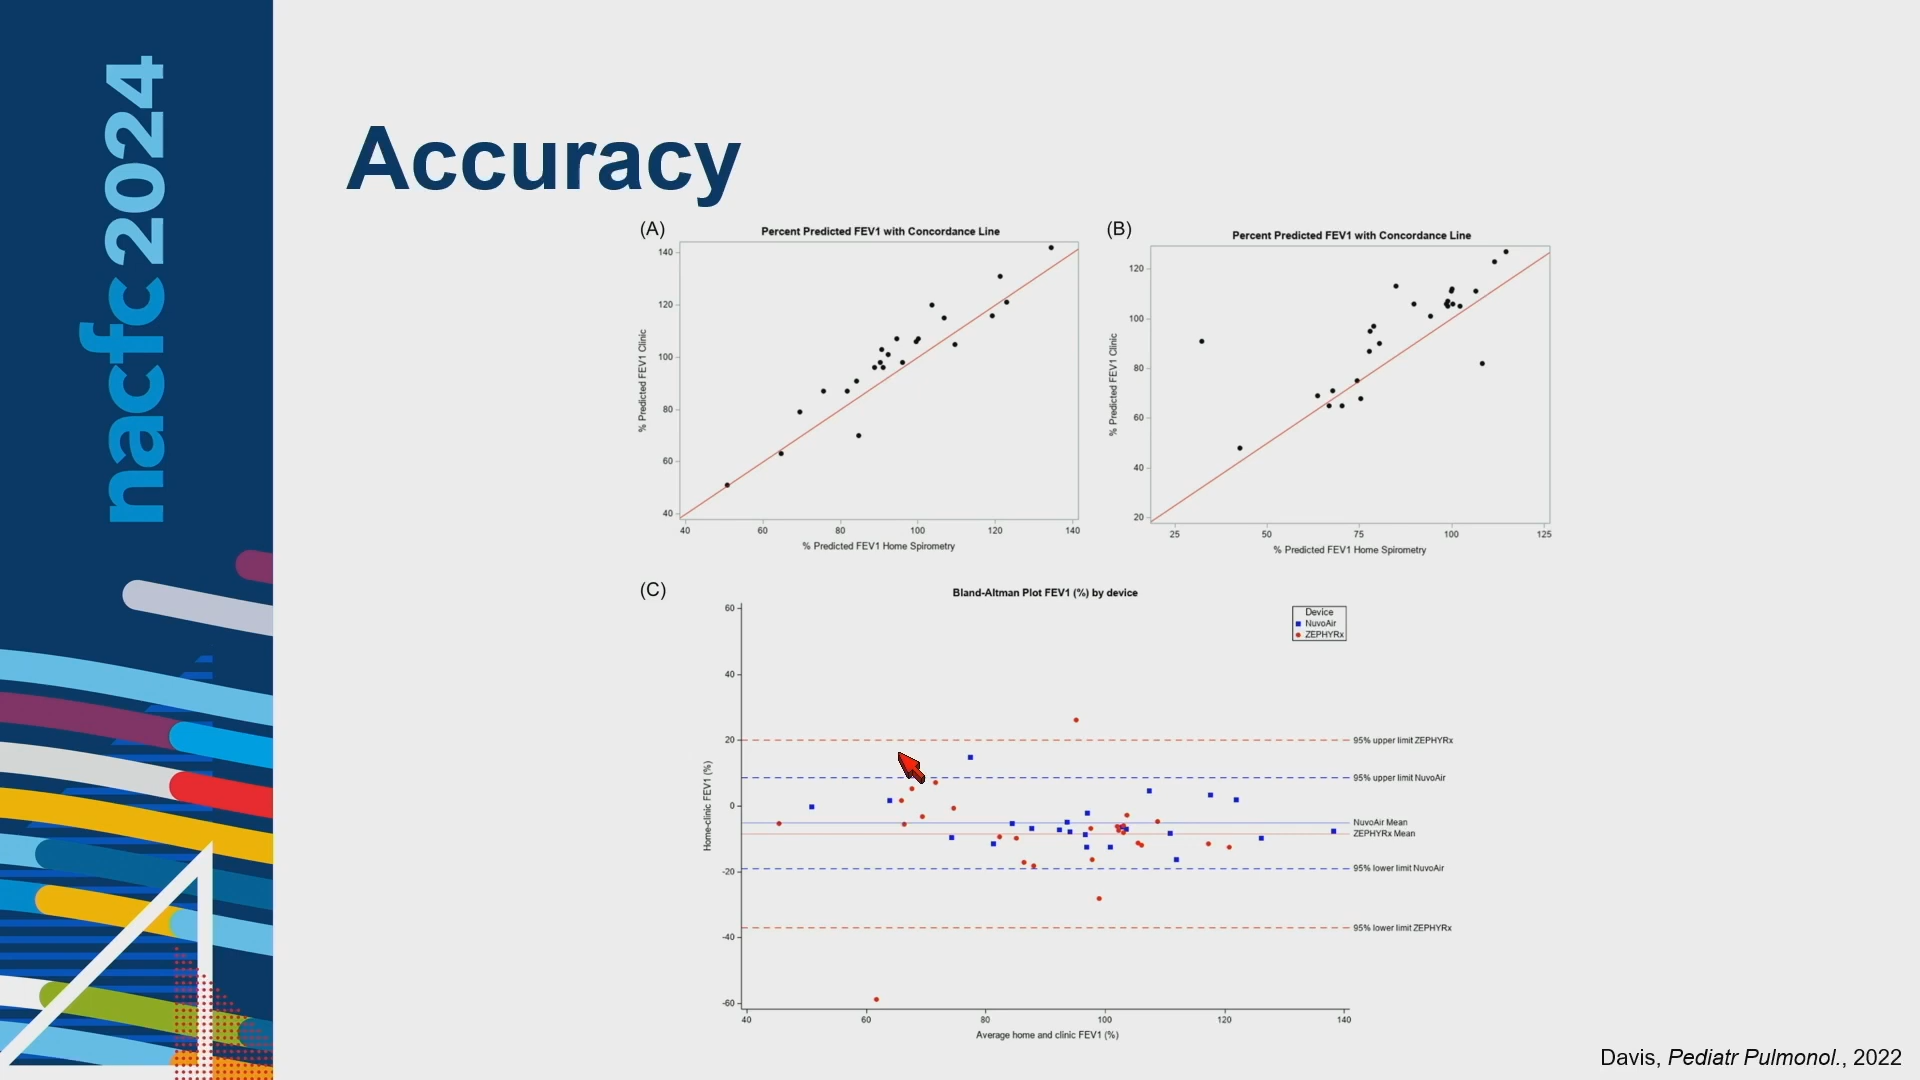 nacfc 2024
Accuracy
(A)
Percent Predicted FEV1 with Concordance Line
% Predicted FEV1 Clinic
140
120
100
80
60
40
40 60 80 100 120 140
% Predicted FEV1 Home Spirometry
(B)
Percent Predicted FEV1 with Concordance Line
% Predicted FEV1 Clinic
120
100
80
60
40
20
25 50 75 100 125
% Predicted FEV1 Home Spirometry
(C)
Bland-Altman Plot FEV1 (%) by device
Device
NuvoAir
ZEPHYRx
Home-clinic FEV1 (%)
60
40
20
0
-20
-40
-60
95% upper limit ZEPHYRx
95% upper limit NuvoAir
NuvoAir Mean
ZEPHYRx Mean
95% lower limit NuvoAir
95% lower limit ZEPHYRx
40 60 80 100 120 140
Average home and clinic FEV1 (%)
Davis, Pediatr Pulmonol., 2022